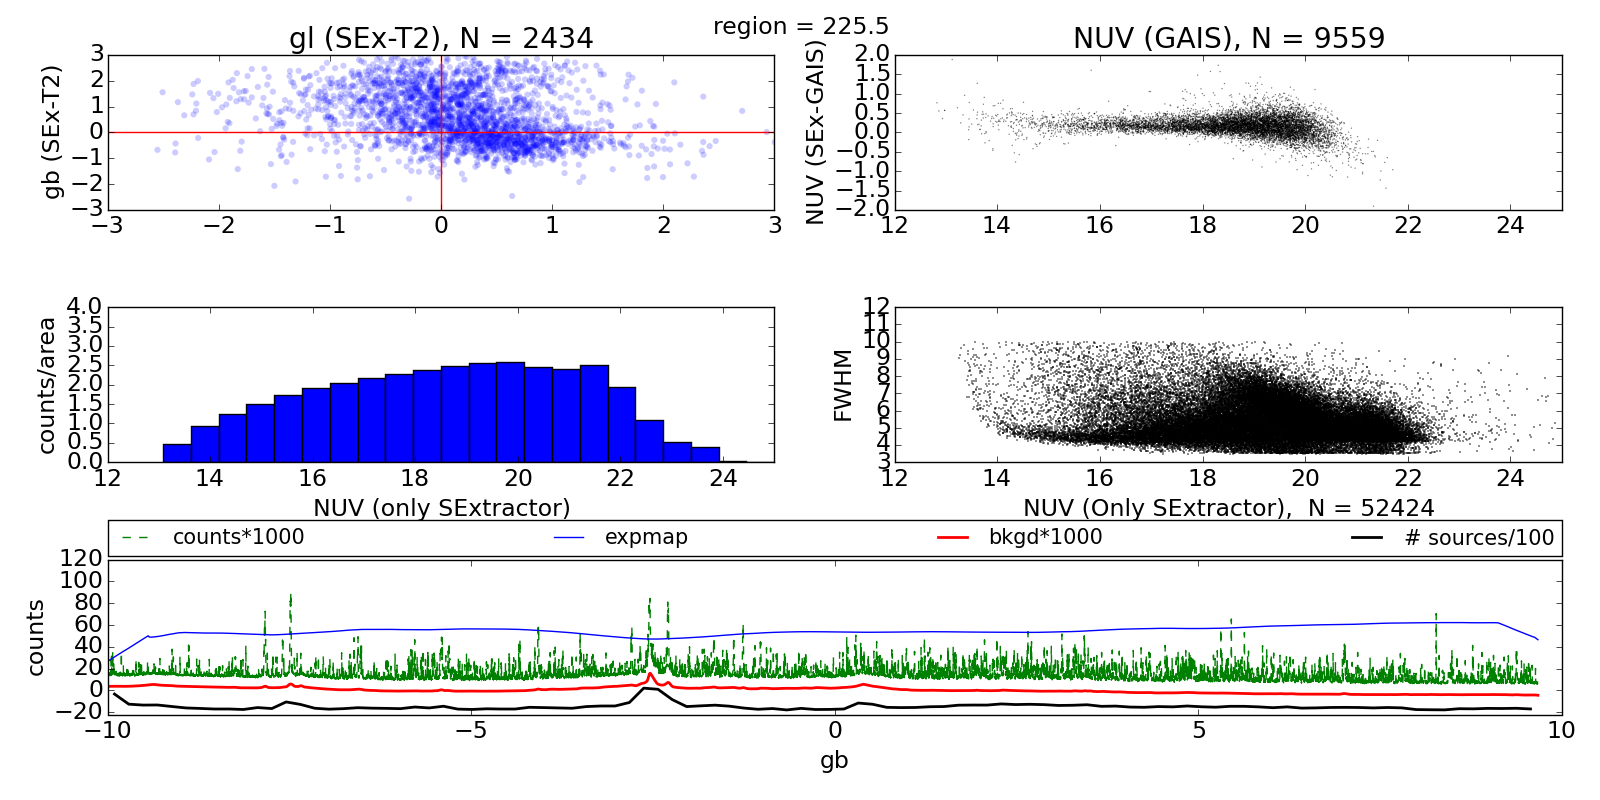 region = 225.5
gl (SEx-T2), N = 2434
gb (SEx-T2)
3
2
1
0
−1
−2
−3
−3 −2 −1 0 1 2 3
NUV (GAIS), N = 9559
NUV (SEx-GAIS)
2.0
1.5
1.0
0.5
0.0
−0.5
−1.0
−1.5
−2.0
12 14 16 18 20 22 24
counts/area
4.0
3.5
3.0
2.5
2.0
1.5
1.0
0.5
0.0
12 14 16 18 20 22 24
NUV (only SExtractor)
FWHM
12
11
10
9
8
7
6
5
4
3
12 14 16 18 20 22 24
NUV (Only SExtractor), N = 52424
counts*1000 expmap bkgd*1000 # sources/100
counts
120
100
80
60
40
20
0
−20
−10 −5 0 5 10
gb